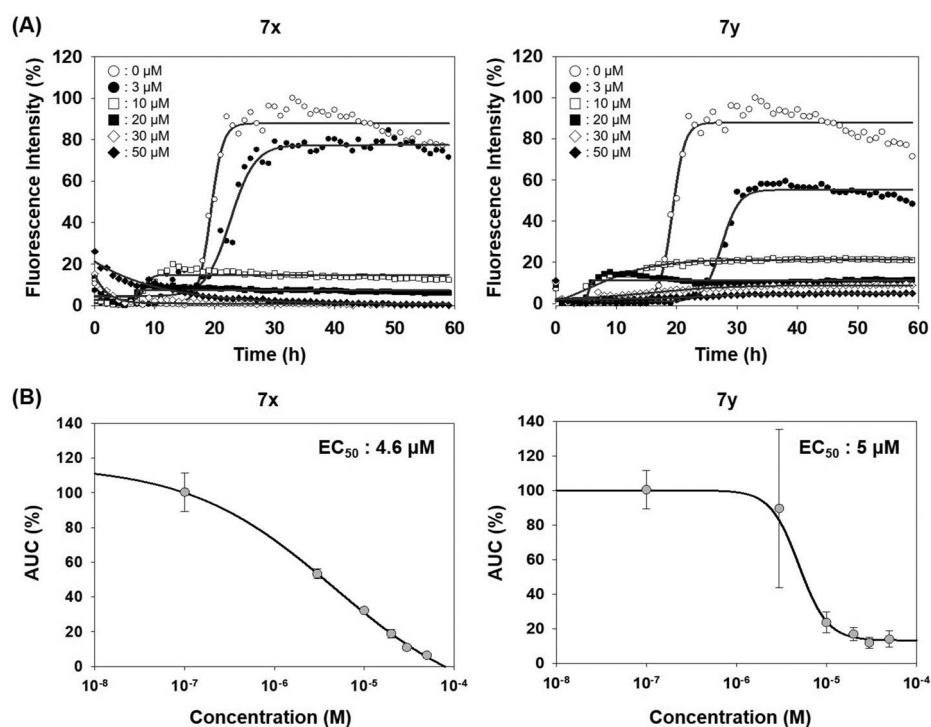 (A)
7x
Fluorescence Intensity (%)
120
100
80
60
40
20
0
○ : 0 µM
● : 3 µM
□ : 10 µM
■ : 20 µM
◇ : 30 µM
◆ : 50 µM
0 10 20 30 40 50 60
Time (h)
7y
Fluorescence Intensity (%)
120
100
80
60
40
20
0
○ : 0 µM
● : 3 µM
□ : 10 µM
■ : 20 µM
◇ : 30 µM
◆ : 50 µM
0 10 20 30 40 50 60
Time (h)
(B)
7x
AUC (%)
140
120
100
80
60
40
20
0
EC₅₀ : 4.6 µM
10⁻⁸ 10⁻⁷ 10⁻⁶ 10⁻⁵ 10⁻⁴
Concentration (M)
7y
AUC (%)
140
120
100
80
60
40
20
0
EC₅₀ : 5 µM
10⁻⁸ 10⁻⁷ 10⁻⁶ 10⁻⁵ 10⁻⁴
Concentration (M)